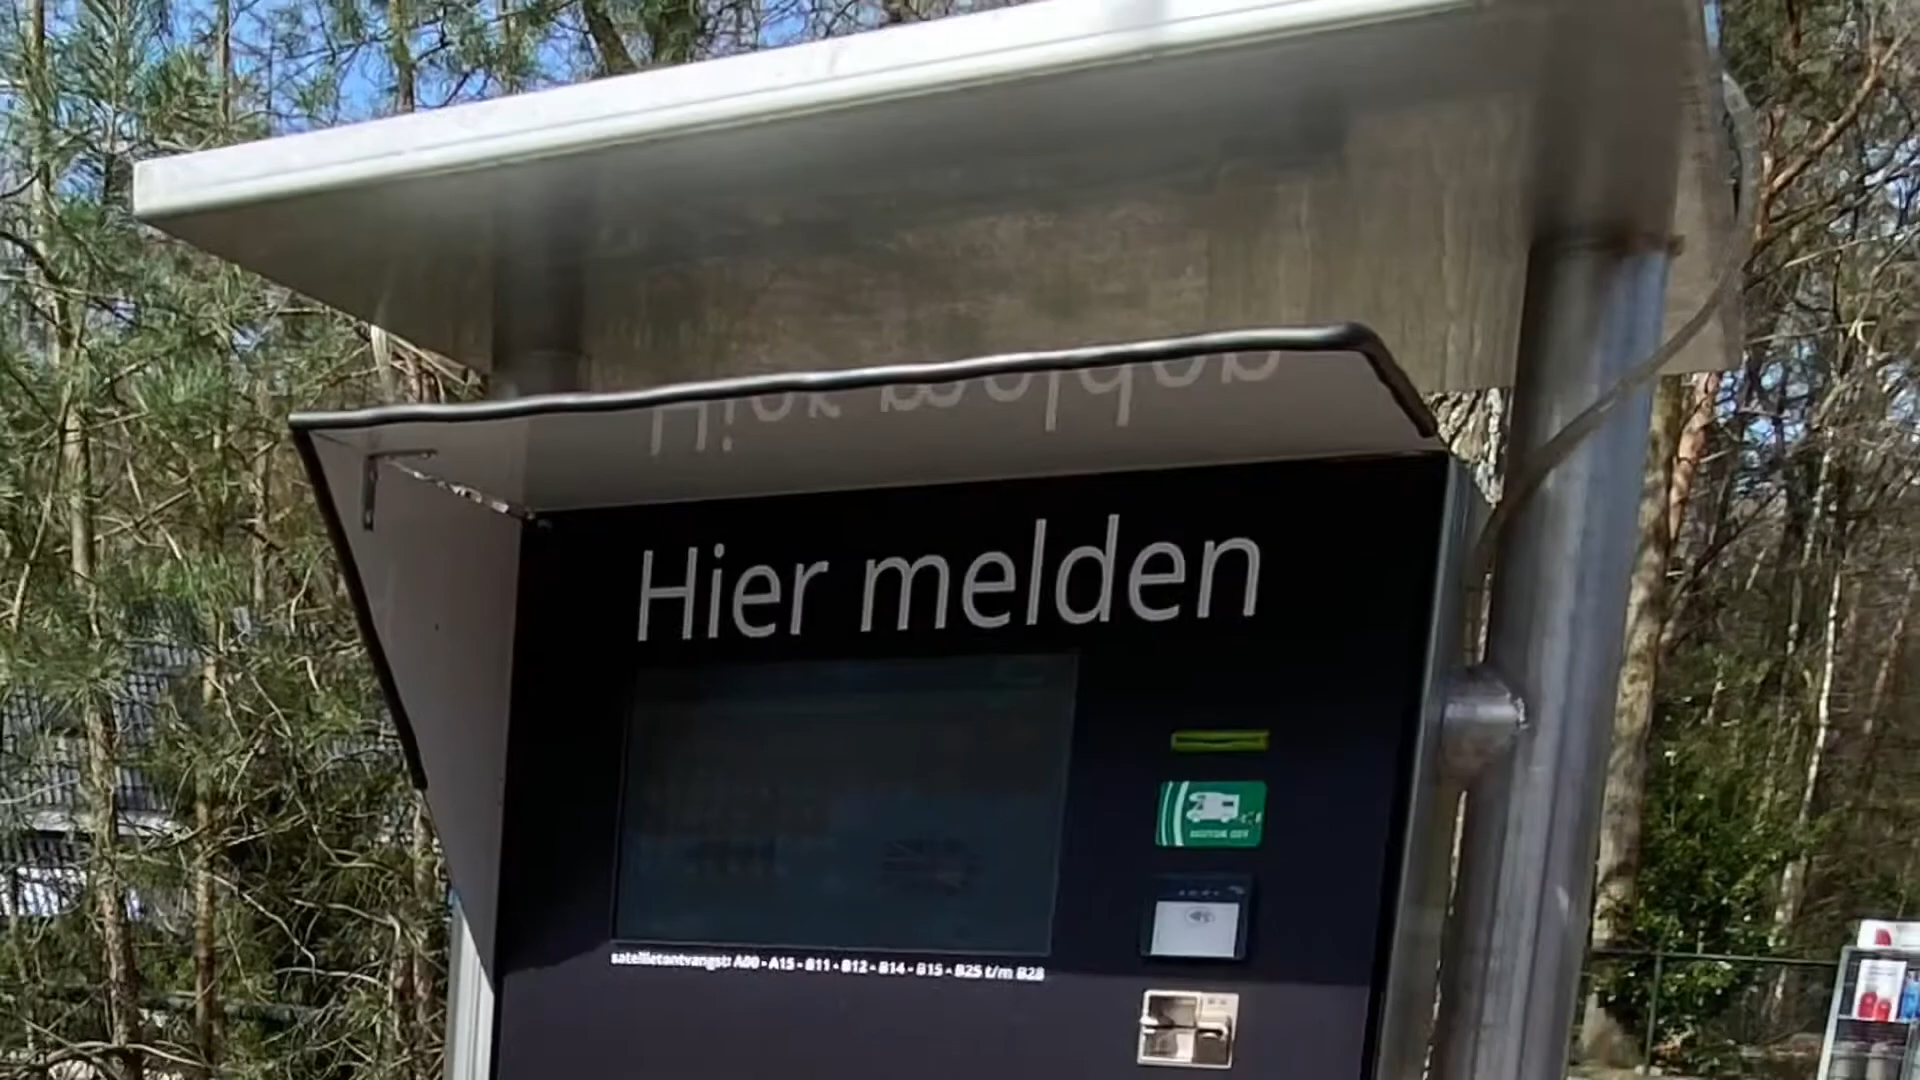 Hier melden
satellietontvangst: A00 - A15 - B11 - B12 - B14 - B15 - B25 t/m B28